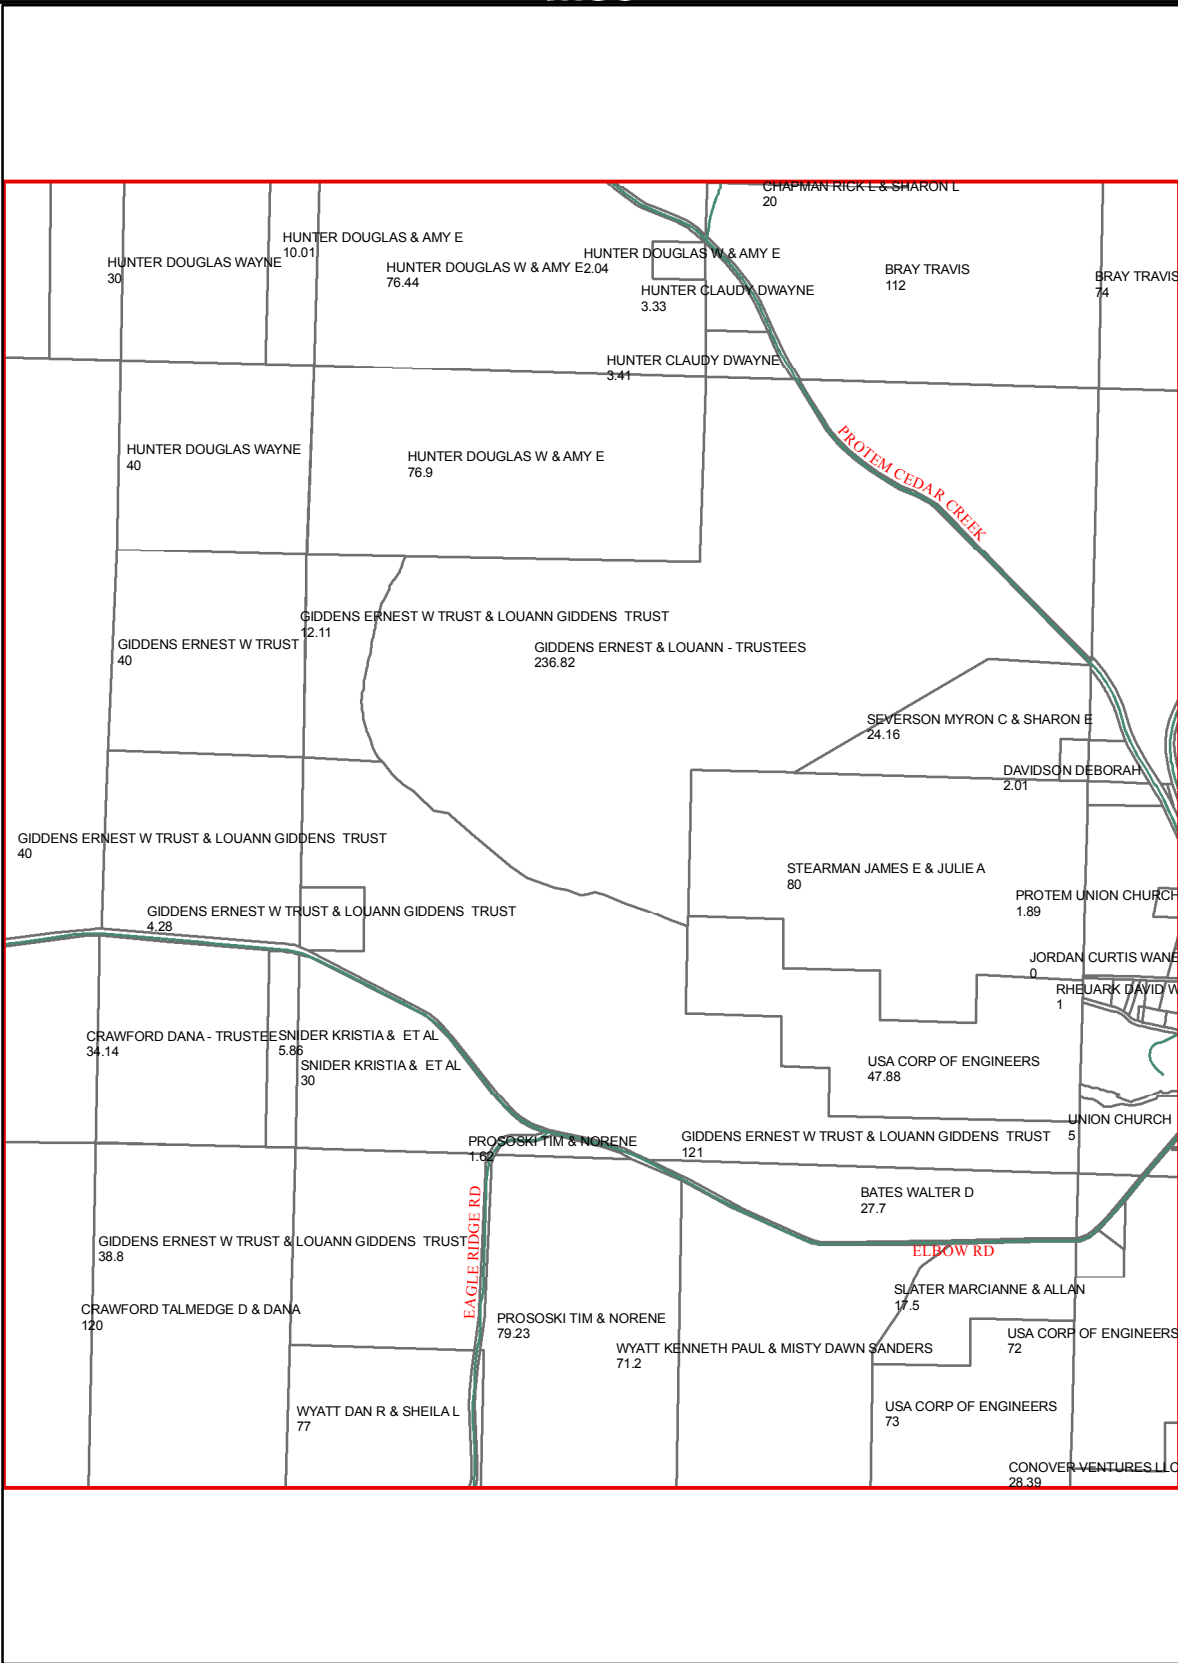 CHAPMAN RICK L & SHARON L
20
HUNTER DOUGLAS & AMY E
10.01
HUNTER DOUGLAS W & AMY E
2.04
HUNTER DOUGLAS WAYNE
30
HUNTER DOUGLAS W & AMY E
76.44
BRAY TRAVIS
112
BRAY TRAVIS
74
HUNTER CLAUDY DWAYNE
3.33
HUNTER CLAUDY DWAYNE
3.41
HUNTER DOUGLAS WAYNE
40
HUNTER DOUGLAS W & AMY E
76.9
PROTEM CEDAR CREEK
GIDDENS ERNEST W TRUST & LOUANN GIDDENS TRUST
12.11
GIDDENS ERNEST W TRUST
40
GIDDENS ERNEST & LOUANN - TRUSTEES
236.82
SEVERSON MYRON C & SHARON E
24.16
DAVIDSON DEBORAH
2.01
GIDDENS ERNEST W TRUST & LOUANN GIDDENS TRUST
40
STEARMAN JAMES E & JULIE A
80
PROTEM UNION CHURCH
1.89
GIDDENS ERNEST W TRUST & LOUANN GIDDENS TRUST
4.28
JORDAN CURTIS WANE
0
RHEUARK DAVID W
1
CRAWFORD DANA - TRUSTEE
34.14
SNIDER KRISTIA & ET AL
5.86
SNIDER KRISTIA & ET AL
30
USA CORP OF ENGINEERS
47.88
UNION CHURCH
5
PROSOSKI TIM & NORENE
1.62
GIDDENS ERNEST W TRUST & LOUANN GIDDENS TRUST
121
BATES WALTER D
27.7
EAGLE RIDGE RD
GIDDENS ERNEST W TRUST & LOUANN GIDDENS TRUST
38.8
ELBOW RD
SLATER MARCIANNE & ALLAN
17.5
CRAWFORD TALMEDGE D & DANA
120
PROSOSKI TIM & NORENE
79.23
USA CORP OF ENGINEERS
72
WYATT KENNETH PAUL & MISTY DAWN SANDERS
71.2
WYATT DAN R & SHEILA L
77
USA CORP OF ENGINEERS
73
CONOVER VENTURES LLC
28.39